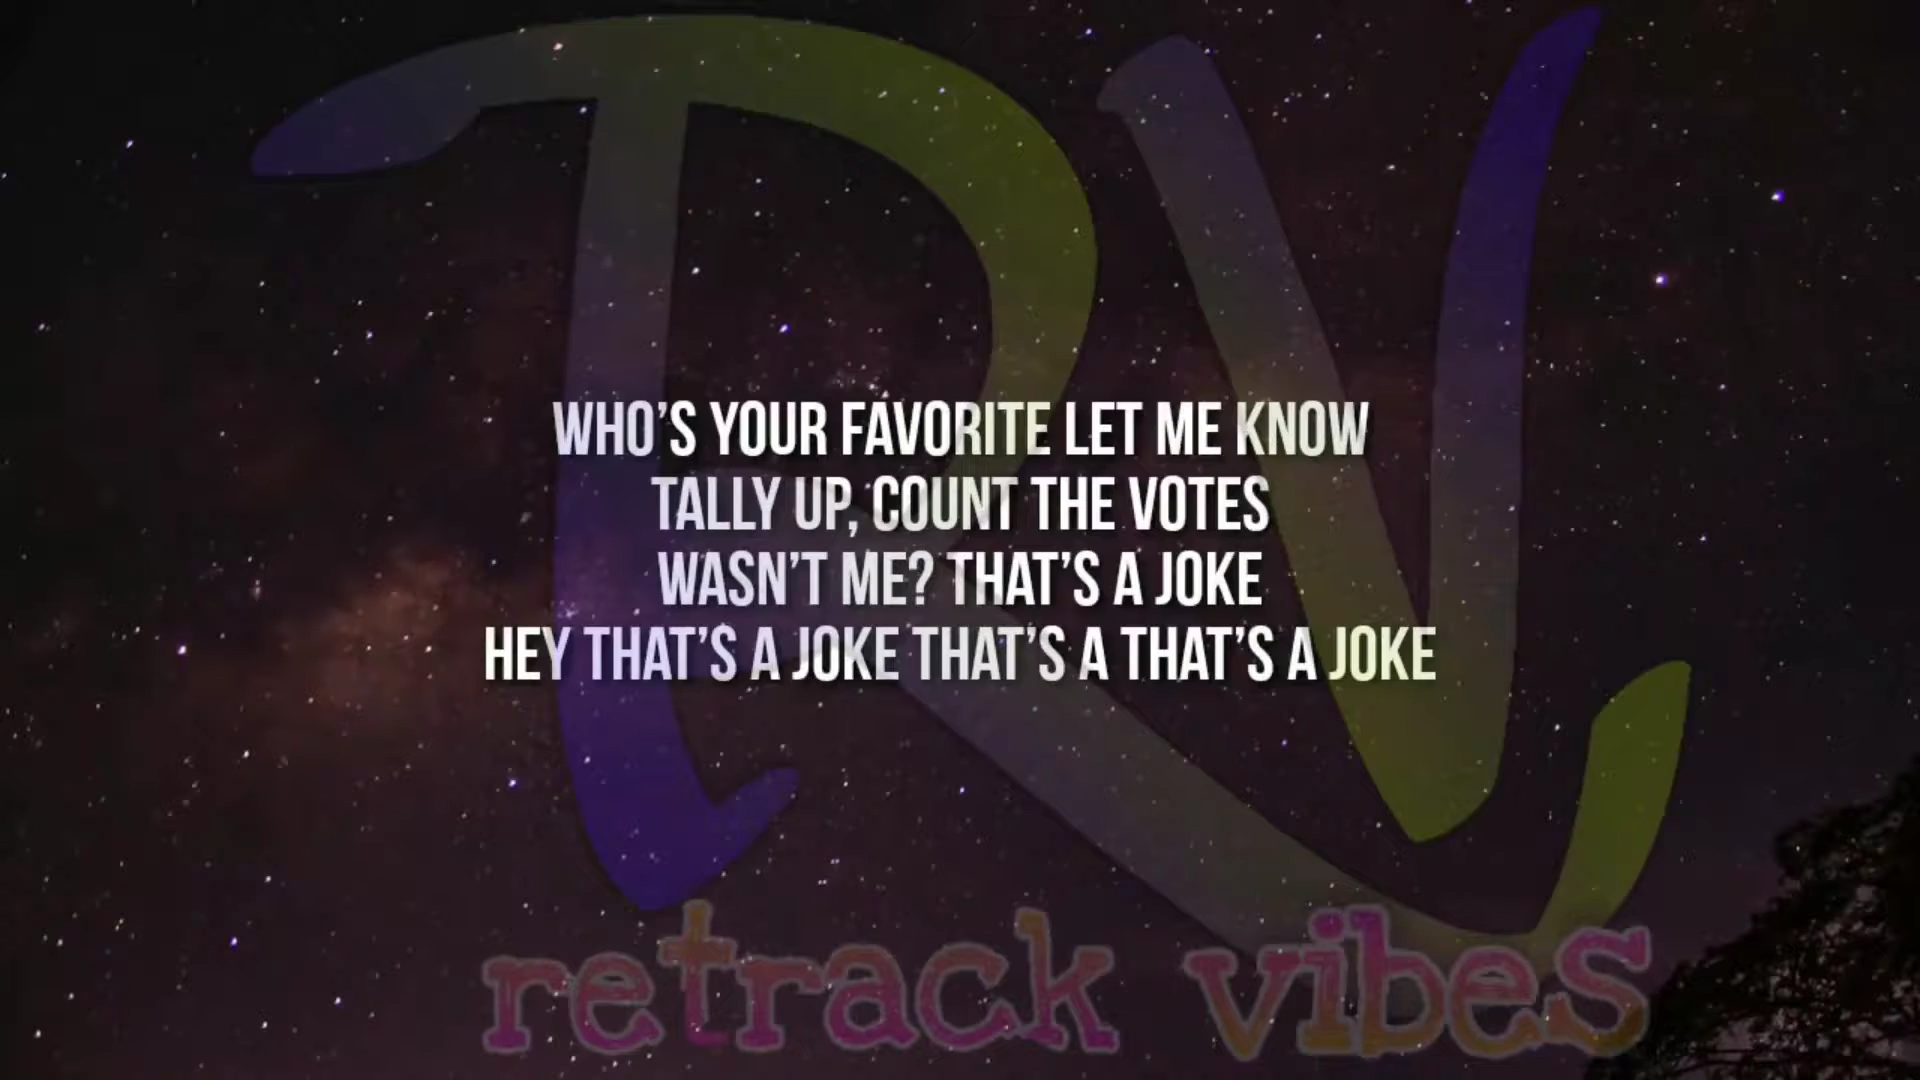 WHO'S YOUR FAVORITE LET ME KNOW
TALLY UP, COUNT THE VOTES
WASN'T ME? THAT'S A JOKE
HEY THAT'S A JOKE THAT'S A THAT'S A JOKE
RV
retrack vibes